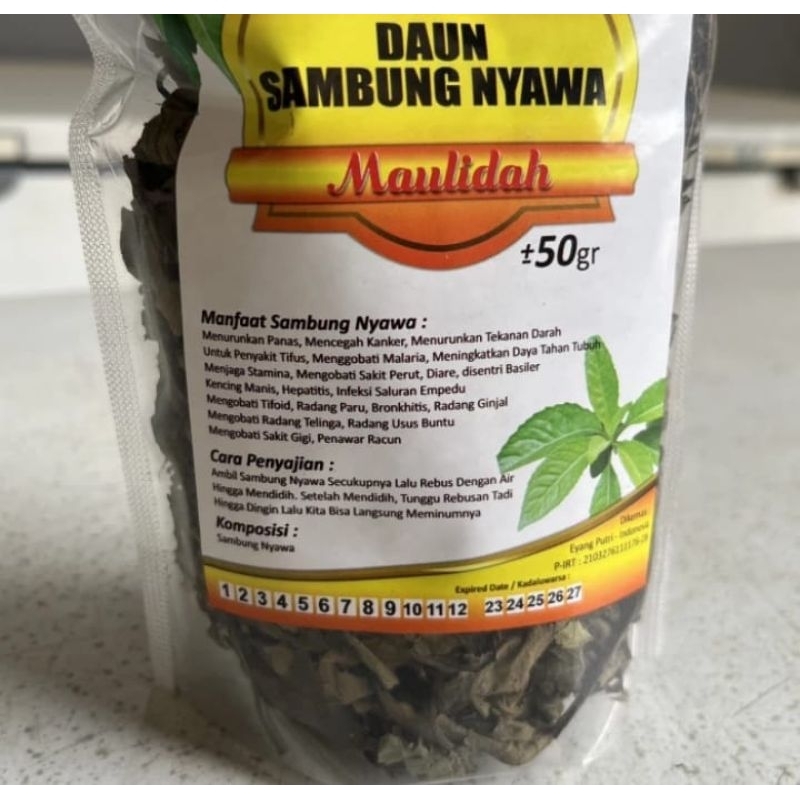 DAUN
SAMBUNG NYAWA
Maulidah
±50gr
Manfaat Sambung Nyawa :
Menurunkan Panas, Mencegah Kanker, Menurunkan Tekanan Darah
Untuk Penyakit Tifus, Menggobati Malaria, Meningkatkan Daya Tahan Tubuh
Menjaga Stamina, Mengobati Sakit Perut, Diare, disentri Basiler
Kencing Manis, Hepatitis, Infeksi Saluran Empedu
Mengobati Tifoid, Radang Paru, Bronkhitis, Radang Ginjal
Mengobati Radang Telinga, Radang Usus Buntu
Mengobati Sakit Gigi, Penawar Racun
Cara Penyajian :
Ambil Sambung Nyawa Secukupnya Lalu Rebus Dengan Air
Hingga Mendidih. Setelah Mendidih, Tunggu Rebusan Tadi
Hingga Dingin Lalu Kita Bisa Langsung Meminumnya
Komposisi :
Sambung Nyawa
Dikemas :
Eyang Putri - Indonesia
P-IRT :
Expired Date / Kadaluwarsa :
1 2 3 4 5 6 7 8 9 10 11 12 23 24 25 26 27